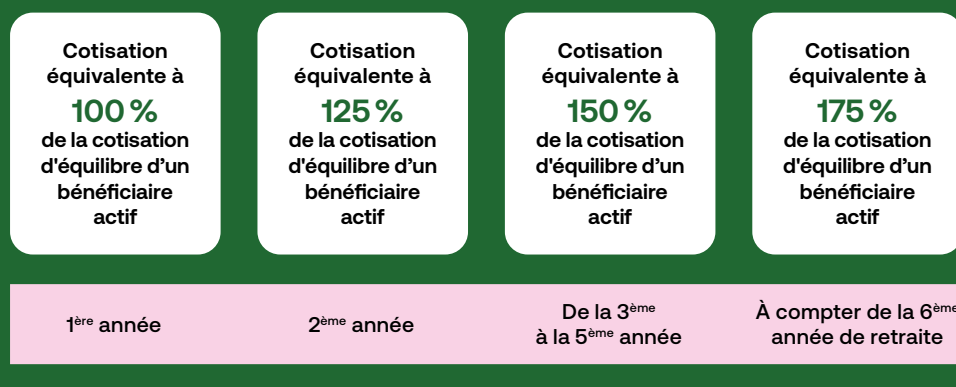 Cotisation
équivalente à
100 %
de la cotisation
d'équilibre d’un
bénéficiaire
actif
Cotisation
équivalente à
125 %
de la cotisation
d'équilibre d’un
bénéficiaire
actif
Cotisation
équivalente à
150 %
de la cotisation
d'équilibre d’un
bénéficiaire
actif
Cotisation
équivalente à
175 %
de la cotisation
d'équilibre d’un
bénéficiaire
actif
1ère année
2ème année
De la 3ème
à la 5ème année
À compter de la 6ème
année de retraite